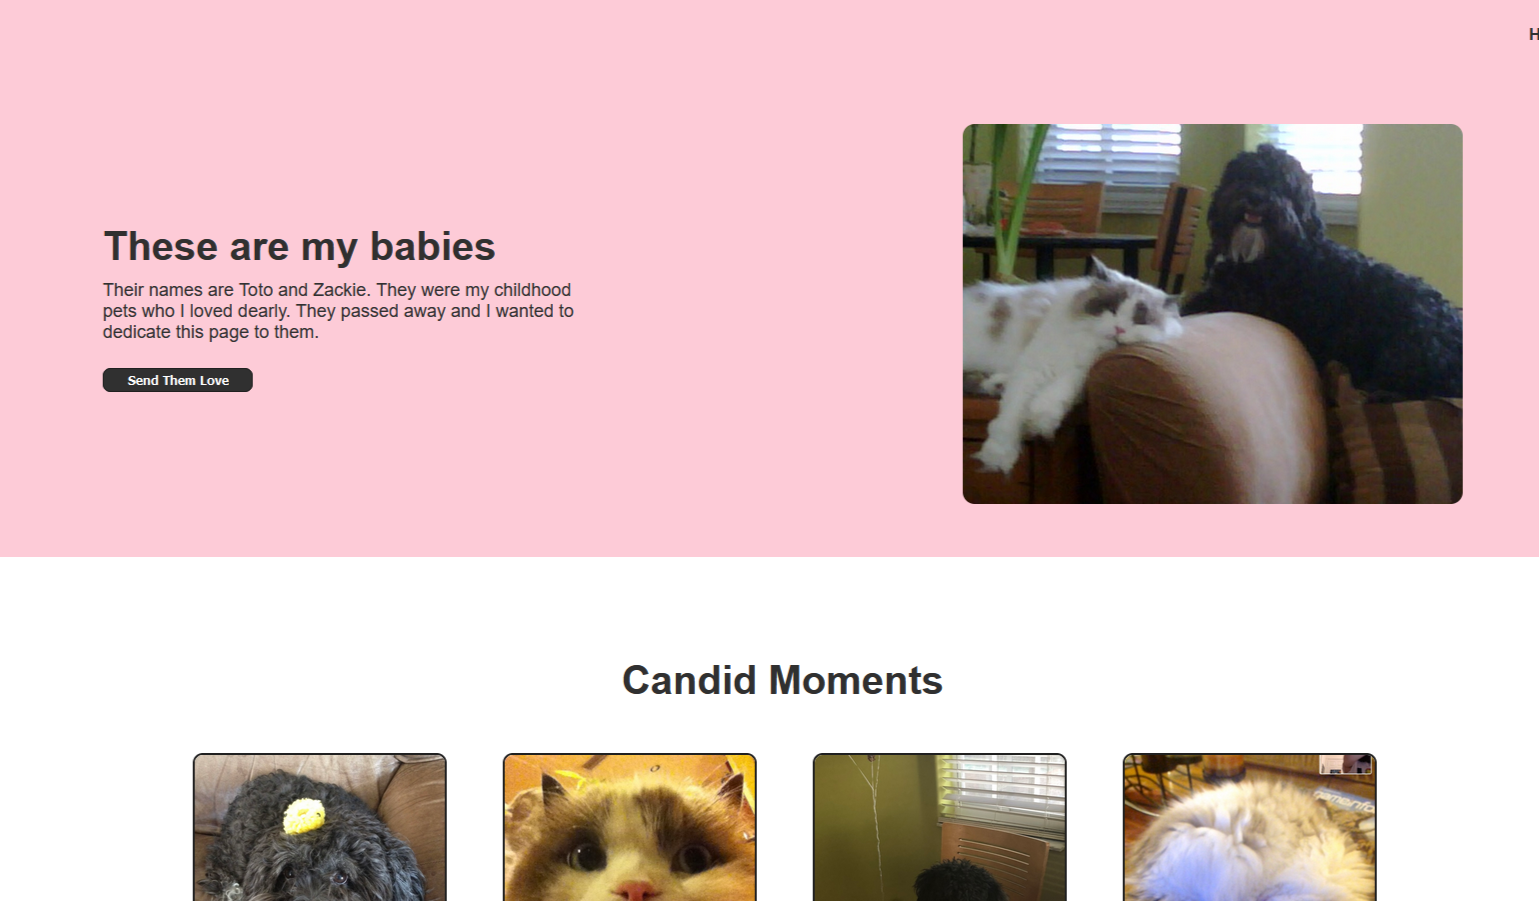 H
These are my babies
Their names are Toto and Zackie. They were my childhood
pets who I loved dearly. They passed away and I wanted to
dedicate this page to them.
Send Them Love
Candid Moments